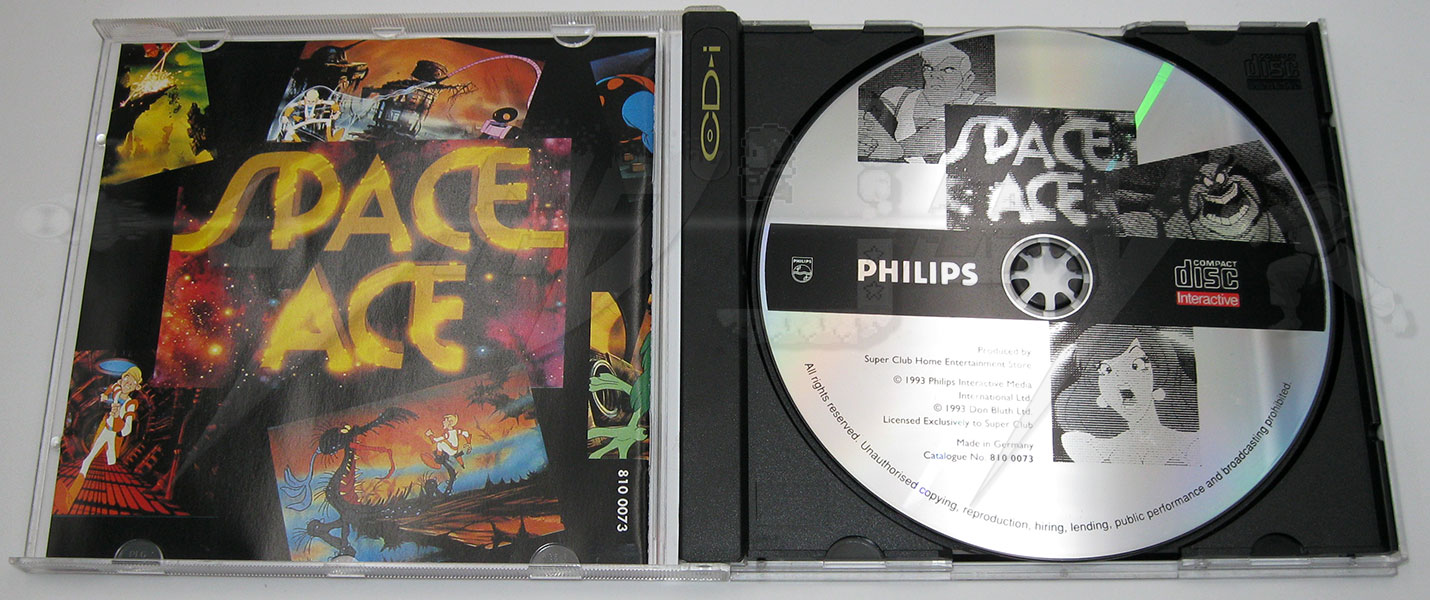 SPACE
ACE
810 0073
CD-i
COMPACT
disc
SPACE
ACE
PHILIPS
PHILIPS
COMPACT
disc
Interactive
Produced by
Super Club Home Entertainment Store
© 1993 Philips Interactive Media
International Ltd.
© 1993 Don Bluth Ltd.
Licensed Exclusively to Super Club
Made in Germany
Catalogue No. 810 0073
All rights reserved. Unauthorised copying, reproduction, hiring, lending, public performance and broadcasting prohibited.